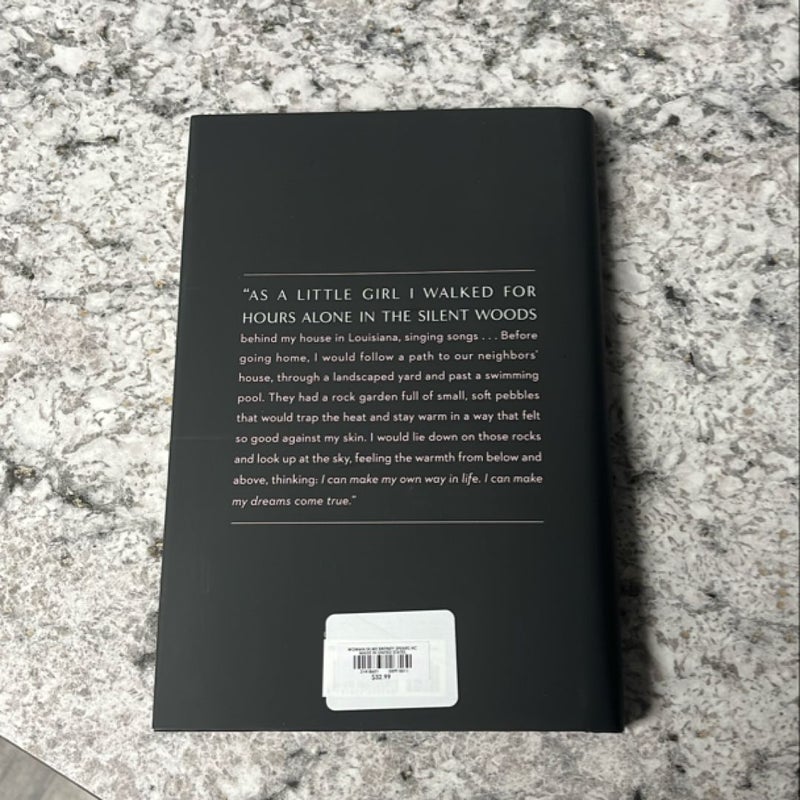 “AS A LITTLE GIRL I WALKED FOR
HOURS ALONE IN THE SILENT WOODS
behind my house in Louisiana, singing songs . . . Before
going home, I would follow a path to our neighbors’
house, through a landscaped yard and past a swimming
pool. They had a rock garden full of small, soft pebbles
that would trap the heat and stay warm in a way that felt
so good against my skin. I would lie down on those rocks
and look up at the sky, feeling the warmth from below and
above, thinking: I can make my own way in life. I can make
my dreams come true.”
MADE IN UNITED STATES
$32.99